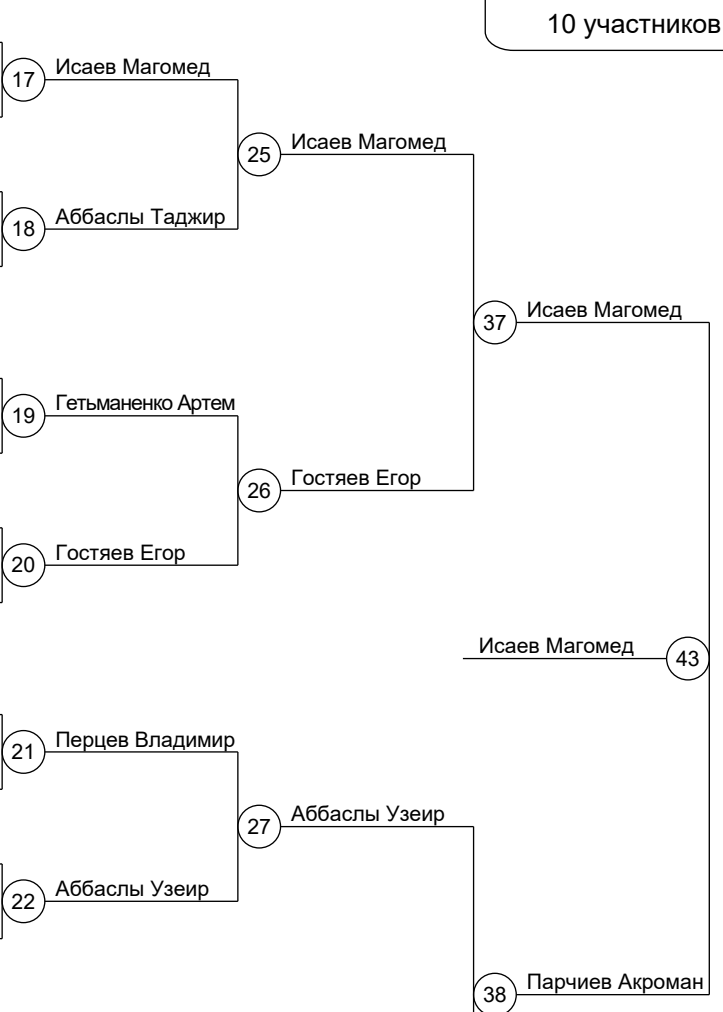 10 участников
17 Исаев Магомед
25 Исаев Магомед
18 Аббаслы Таджир
37 Исаев Магомед
19 Гетьманенко Артем
26 Гостяев Егор
20 Гостяев Егор
Исаев Магомед 43
21 Перцев Владимир
27 Аббаслы Узеир
22 Аббаслы Узеир
38 Парчиев Акроман